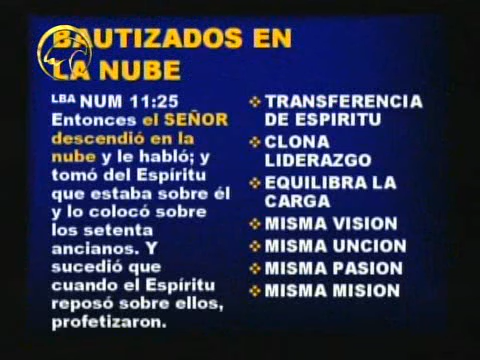 BAUTIZADOS EN
LA NUBE
LBA NUM 11:25
Entonces el SEÑOR
descendió en la
nube y le habló; y
tomó del Espíritu
que estaba sobre él
y lo colocó sobre
los setenta
ancianos. Y
sucedió que
cuando el Espíritu
reposó sobre ellos,
profetizaron.
TRANSFERENCIA
DE ESPIRITU
CLONA
LIDERAZGO
EQUILIBRA LA
CARGA
MISMA VISION
MISMA UNCION
MISMA PASION
MISMA MISION